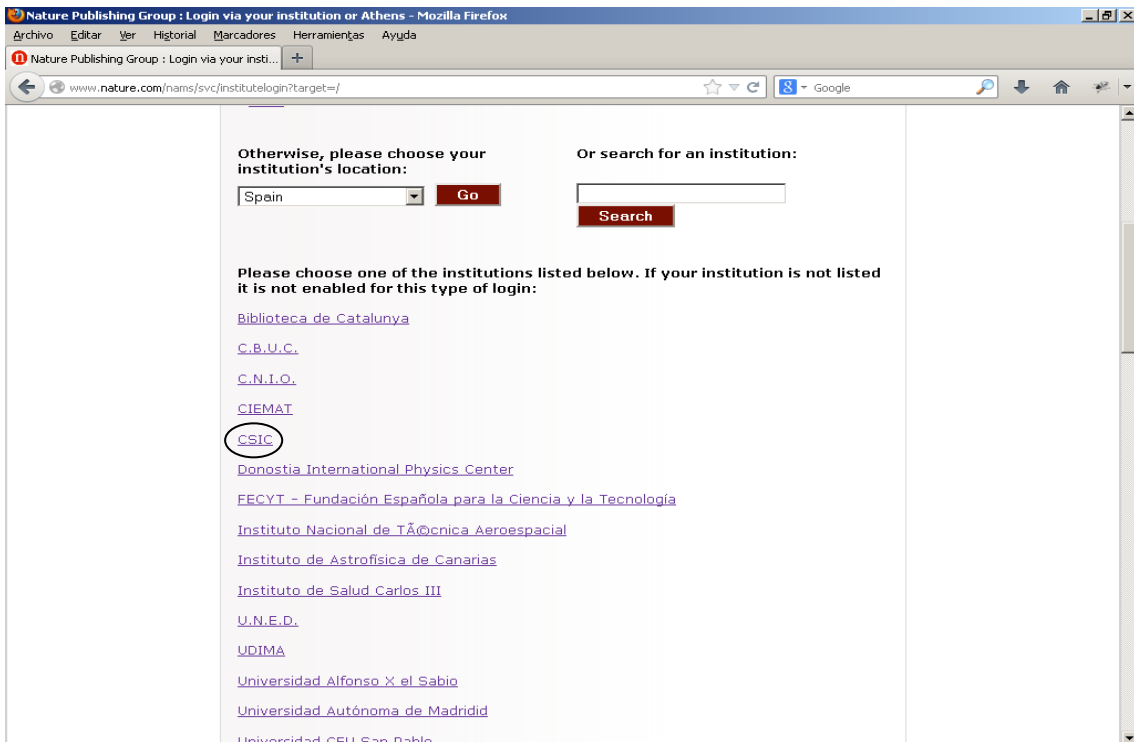 Nature Publishing Group : Login via your institution or Athens - Mozilla Firefox
Archivo Editar Ver Historial Marcadores Herramientas Ayuda
Nature Publishing Group : Login via your insti...
www.nature.com/nams/svc/institutelogin?target=/
Google
Otherwise, please choose your
institution's location:
Spain
Go
Or search for an institution:
Search
Please choose one of the institutions listed below. If your institution is not listed
it is not enabled for this type of login:
Biblioteca de Catalunya
C.B.U.C.
C.N.I.O.
CIEMAT
CSIC
Donostia International Physics Center
FECYT - Fundación Española para la Ciencia y la Tecnología
Instituto Nacional de TÃ©cnica Aeroespacial
Instituto de Astrofísica de Canarias
Instituto de Salud Carlos III
U.N.E.D.
UDIMA
Universidad Alfonso X el Sabio
Universidad Autónoma de Madridid
Universidad CEU San Pablo